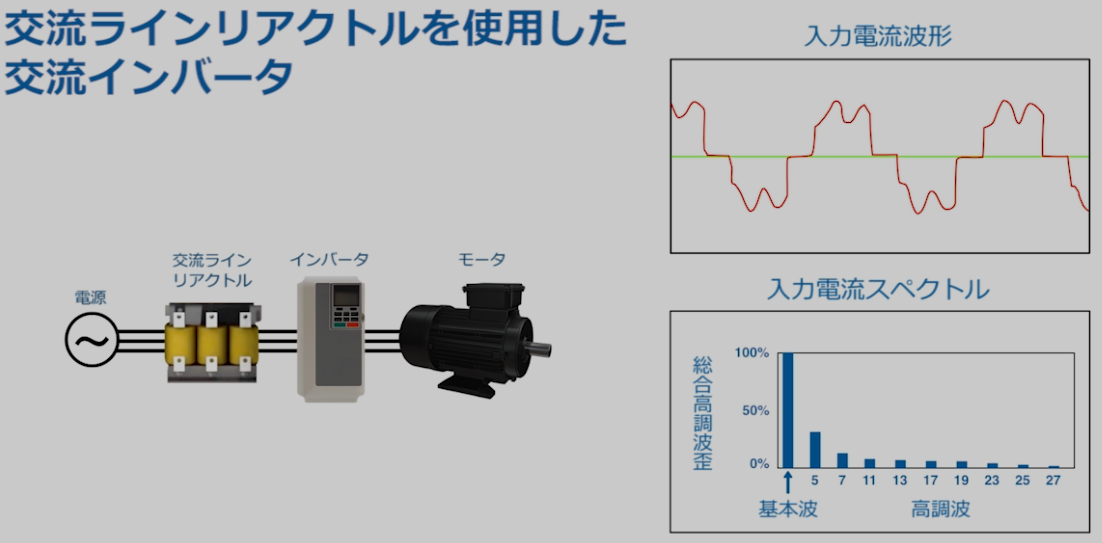 交流ラインリアクトルを使用した
交流インバータ
入力電流波形
電源
交流ライン
リアクトル
インバータ
モータ
入力電流スペクトル
総合高調波歪
100%
50%
0%
5 7 11 13 17 19 23 25 27
基本波
高調波